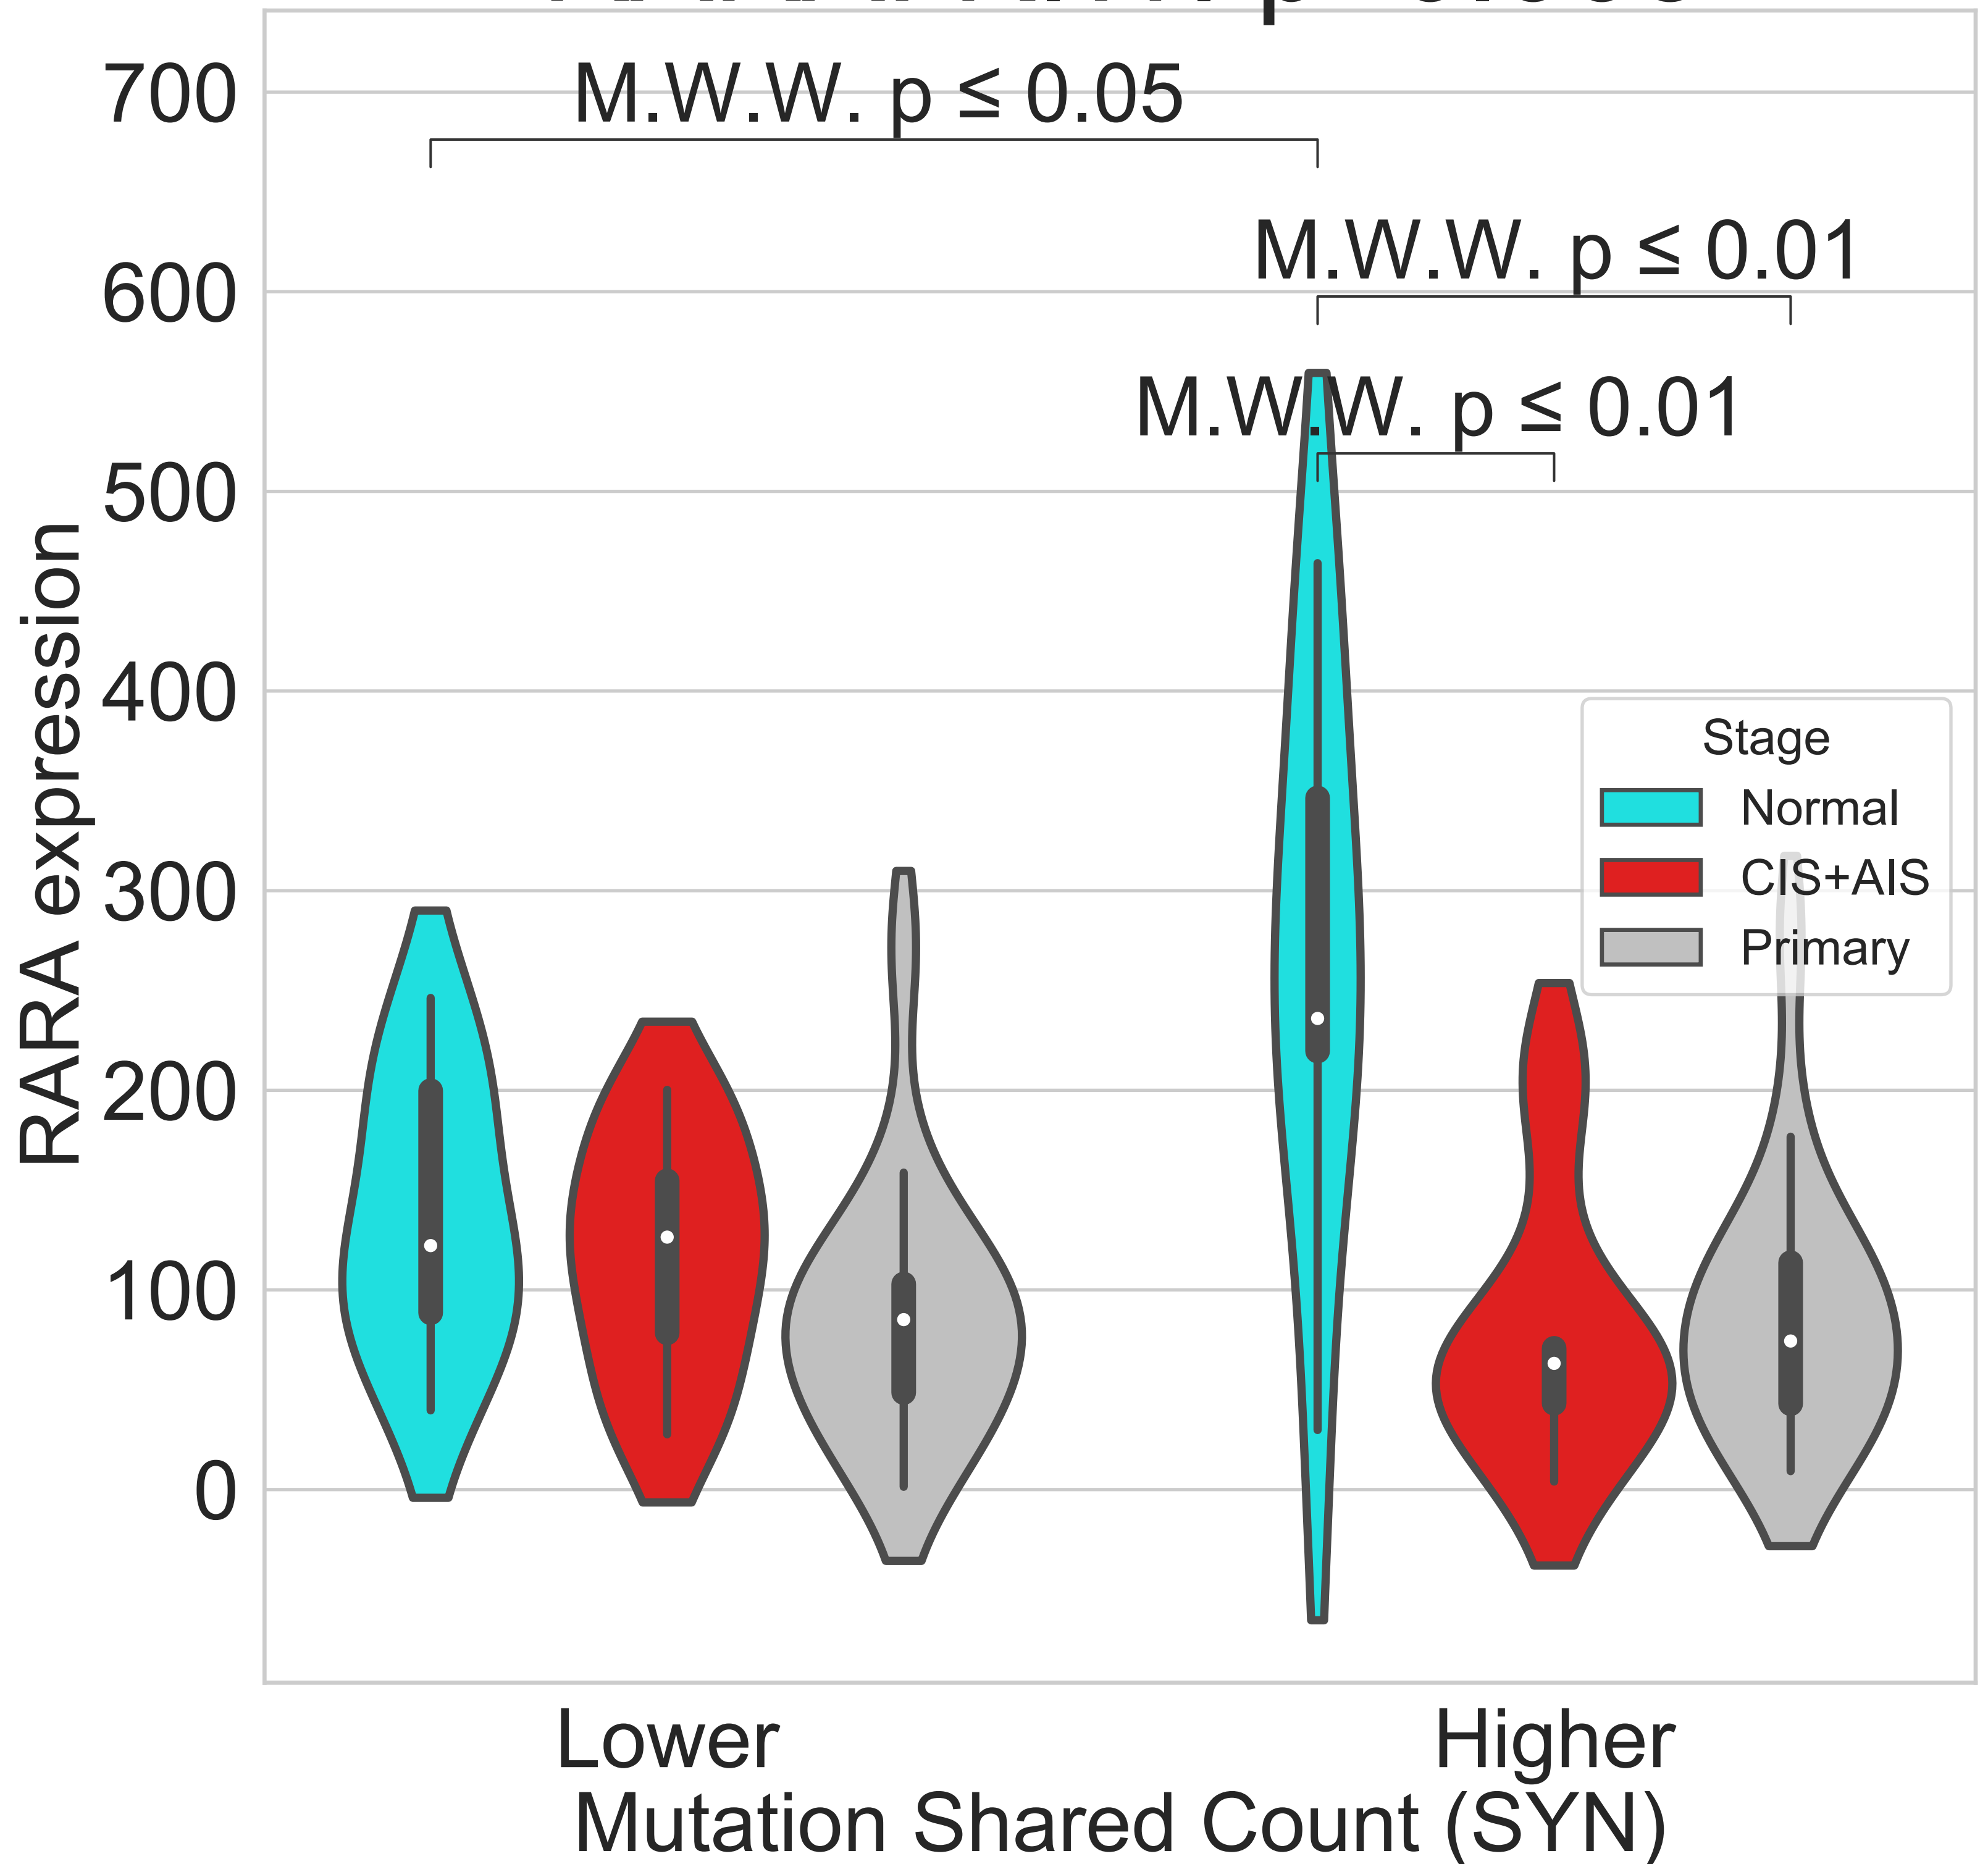 700
600
500
400
300
200
100
0
RARA expression
M.W.W. p ≤ 0.05
M.W.W. p ≤ 0.01
M.W.W. p ≤ 0.01
Stage
Normal
CIS+AIS
Primary
Lower
Higher
Mutation Shared Count (SYN)